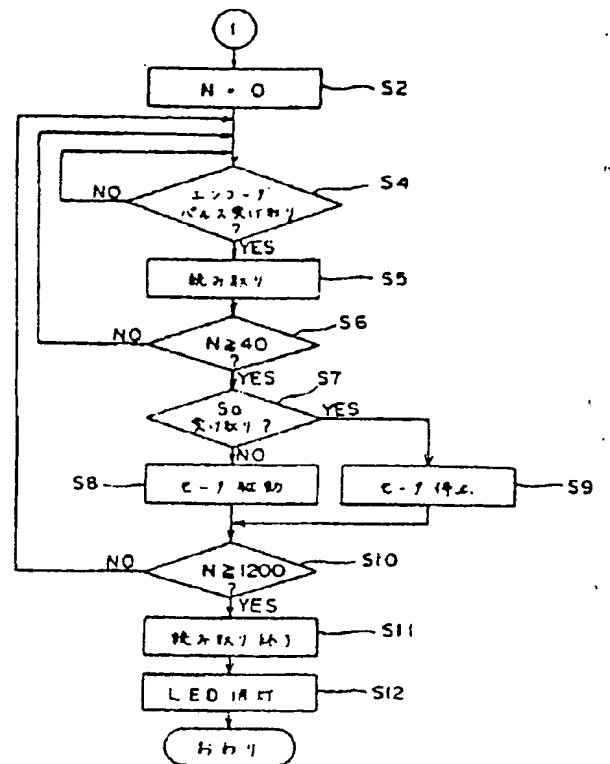 1
N = 0
S2
エンコーダ
パルス受け取り
?
S4
NO
YES
読み取り
S5
N≧40
?
S6
NO
YES
So
受け取り?
S7
YES
NO
モータ駆動
S8
モータ停止
S9
N≧1200
?
S10
NO
YES
読み取り終了
S11
LED消灯
S12
おわり